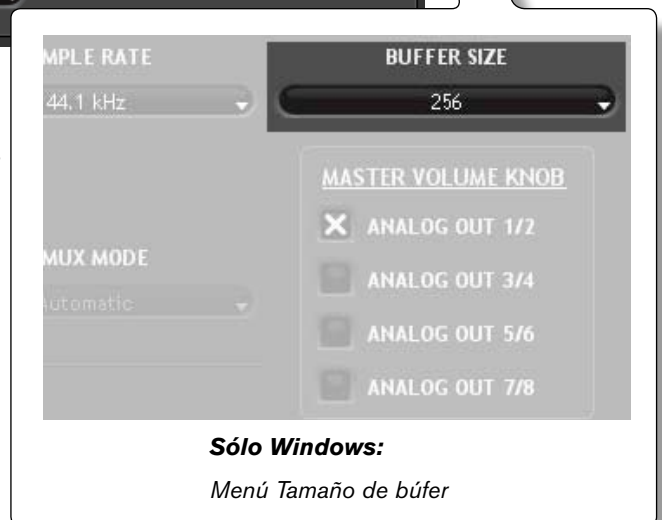 MPLE RATE
BUFFER SIZE
44.1 kHz
256
MASTER VOLUME KNOB
ANALOG OUT 1/2
MUX MODE
ANALOG OUT 3/4
Automatic
ANALOG OUT 5/6
ANALOG OUT 7/8
Sólo Windows:
Menú Tamaño de búfer